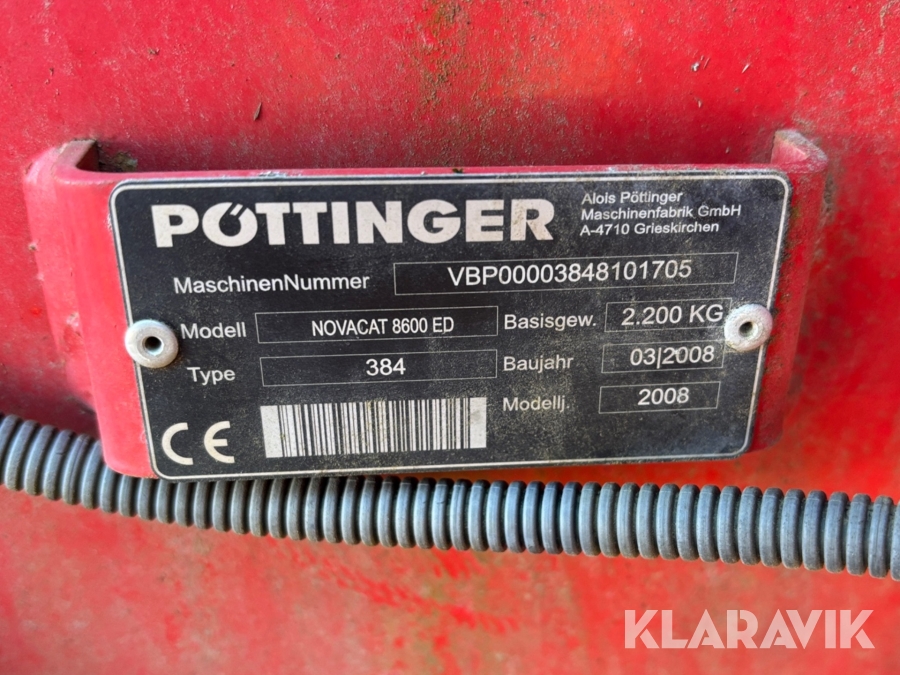 PÖTTINGER
Alois Pöttinger
Maschinenfabrik GmbH
A-4710 Grieskirchen
MaschinenNummer VBP00003848101705
Modell NOVACAT 8600 ED Basisgew. 2.200 KG
Type 384 Baujahr 03|2008
Modellj. 2008
CE
KLARAVIK